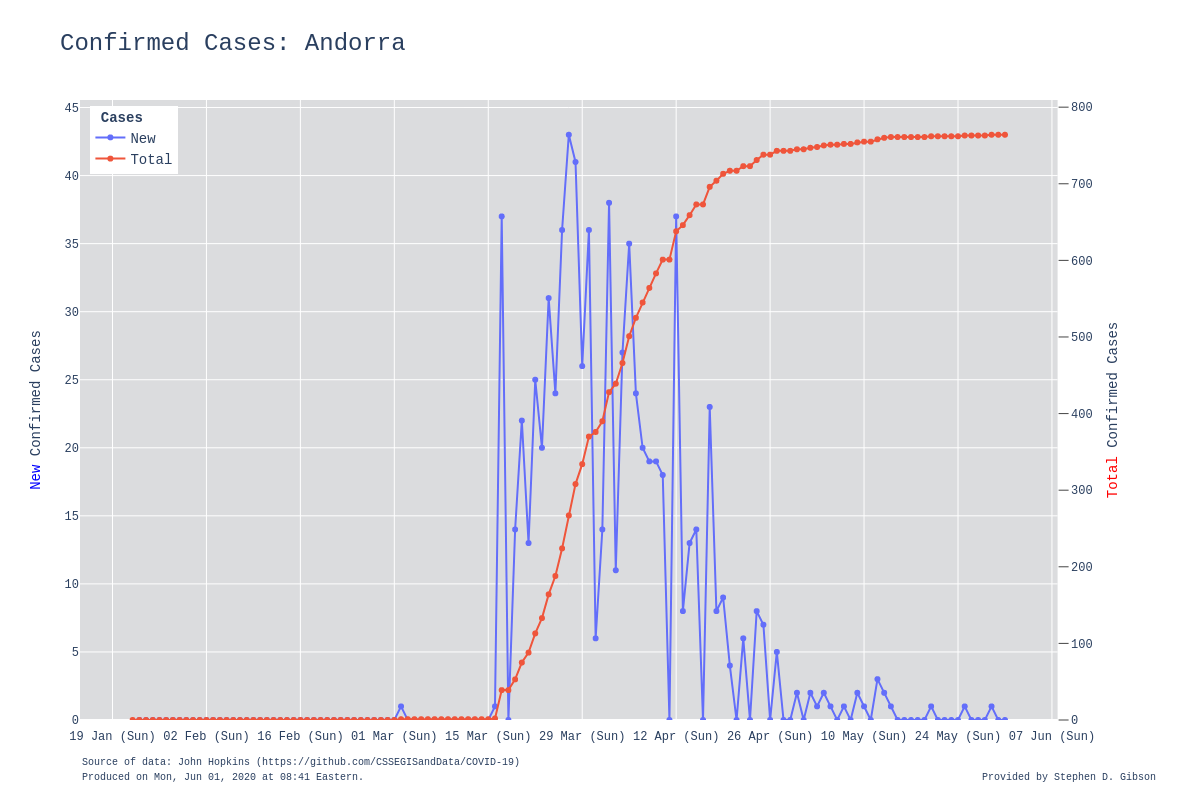 Confirmed Cases: Andorra
Cases
New
Total
45
40
35
30
25
20
15
10
5
0
New Confirmed Cases
800
700
600
500
400
300
200
100
0
Total Confirmed Cases
19 Jan (Sun) 02 Feb (Sun) 16 Feb (Sun) 01 Mar (Sun) 15 Mar (Sun) 29 Mar (Sun) 12 Apr (Sun) 26 Apr (Sun) 10 May (Sun) 24 May (Sun) 07 Jun (Sun)
Source of data: John Hopkins (https://github.com/CSSEGISandData/COVID-19)
Produced on Mon, Jun 01, 2020 at 08:41 Eastern.
Provided by Stephen D. Gibson